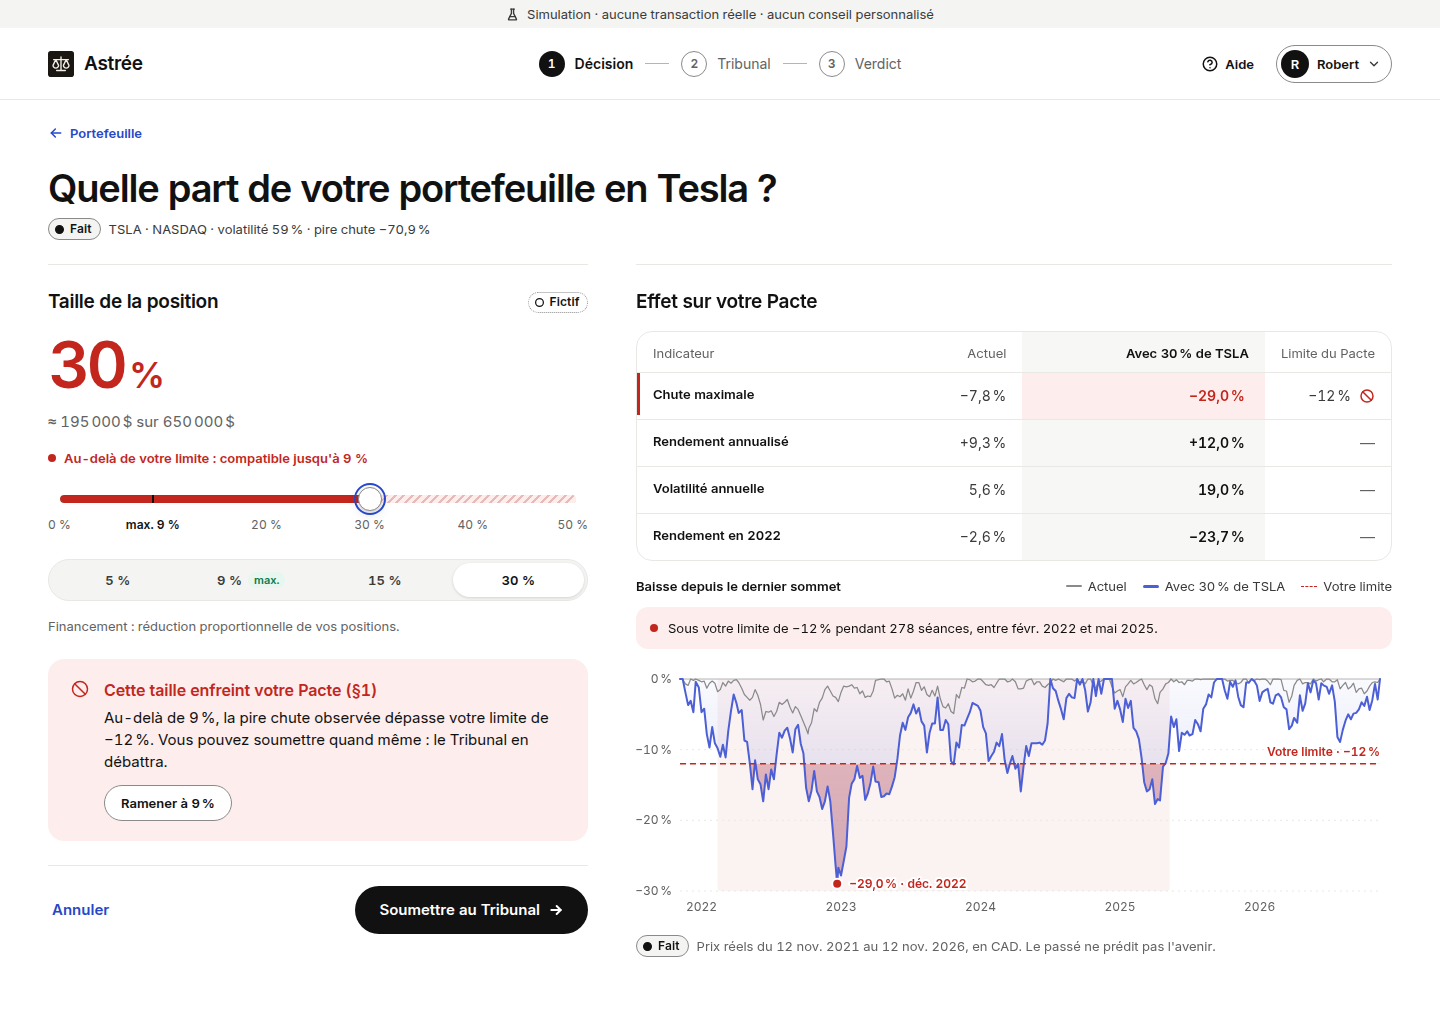 Simulation · aucune transaction réelle · aucun conseil personnalisé
Astrée
1 Décision
2 Tribunal
3 Verdict
Aide
R Robert
Portefeuille
Quelle part de votre portefeuille en Tesla ?
Fait TSLA · NASDAQ · volatilité 59 % · pire chute −70,9 %
Taille de la position
Fictif
30 %
≈ 195 000 $ sur 650 000 $
Au-delà de votre limite : compatible jusqu'à 9 %
0 % max. 9 % 20 % 30 % 40 % 50 %
5 % 9 % max. 15 % 30 %
Financement : réduction proportionnelle de vos positions.
Cette taille enfreint votre Pacte (§1)
Au-delà de 9 %, la pire chute observée dépasse votre limite de
−12 %. Vous pouvez soumettre quand même : le Tribunal en
débattra.
Ramener à 9 %
Annuler
Soumettre au Tribunal
Effet sur votre Pacte
Indicateur Actuel Avec 30 % de TSLA Limite du Pacte
Chute maximale −7,8 % −29,0 % −12 %
Rendement annualisé +9,3 % +12,0 % —
Volatilité annuelle 5,6 % 19,0 % —
Rendement en 2022 −2,6 % −23,7 % —
Baisse depuis le dernier sommet
Actuel Avec 30 % de TSLA Votre limite
Sous votre limite de −12 % pendant 278 séances, entre févr. 2022 et mai 2025.
0 %
−10 %
Votre limite · −12 %
−20 %
−30 %
−29,0 % · déc. 2022
2022 2023 2024 2025 2026
Fait Prix réels du 12 nov. 2021 au 12 nov. 2026, en CAD. Le passé ne prédit pas l'avenir.